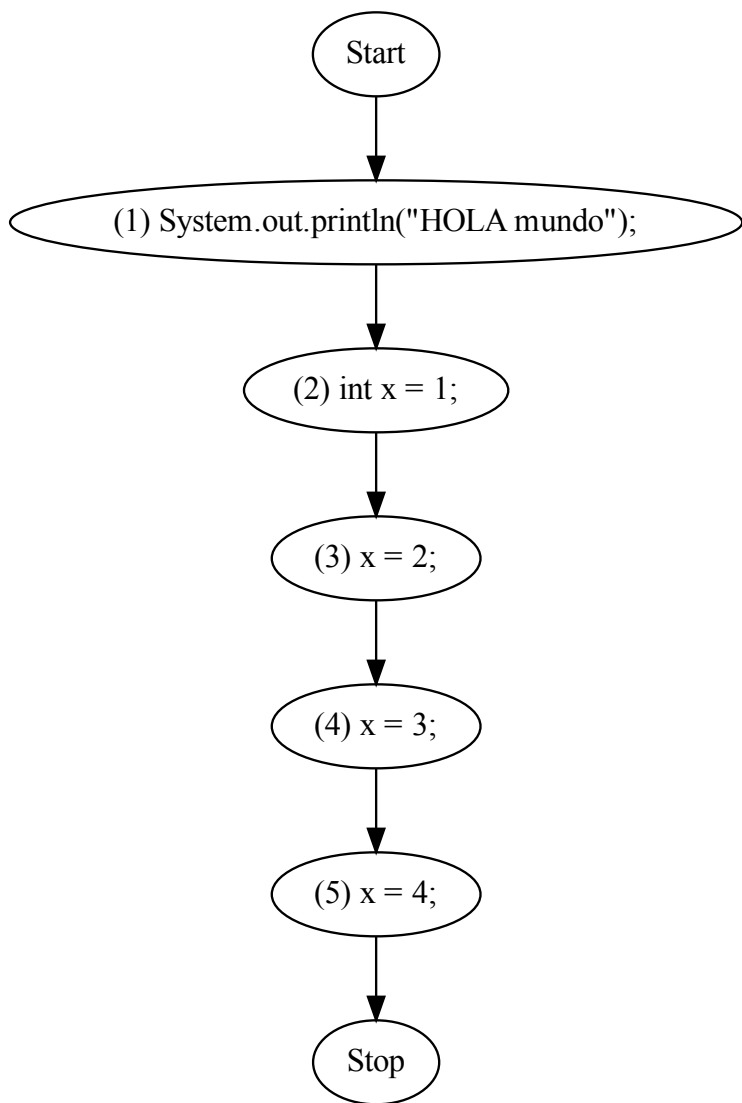 Start
(1) System.out.println("HOLA mundo");
(2) int x = 1;
(3) x = 2;
(4) x = 3;
(5) x = 4;
Stop